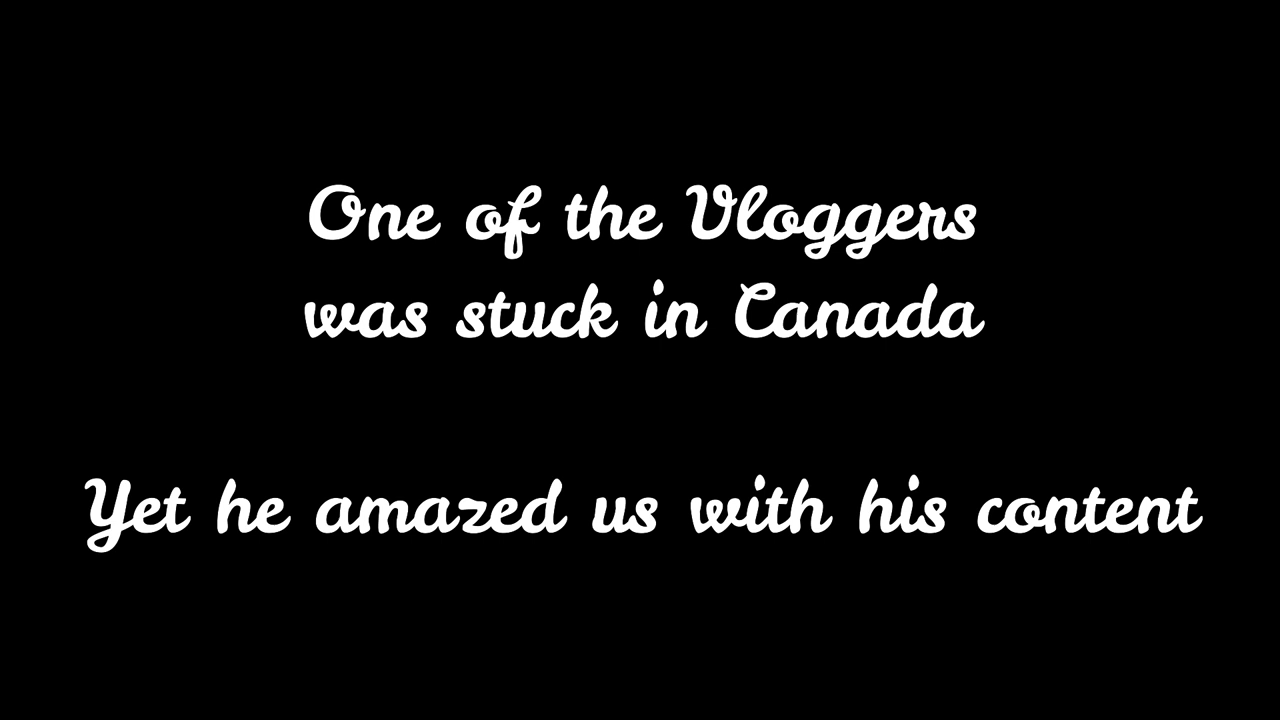 One of the Vloggers
was stuck in Canada
Yet he amazed us with his content